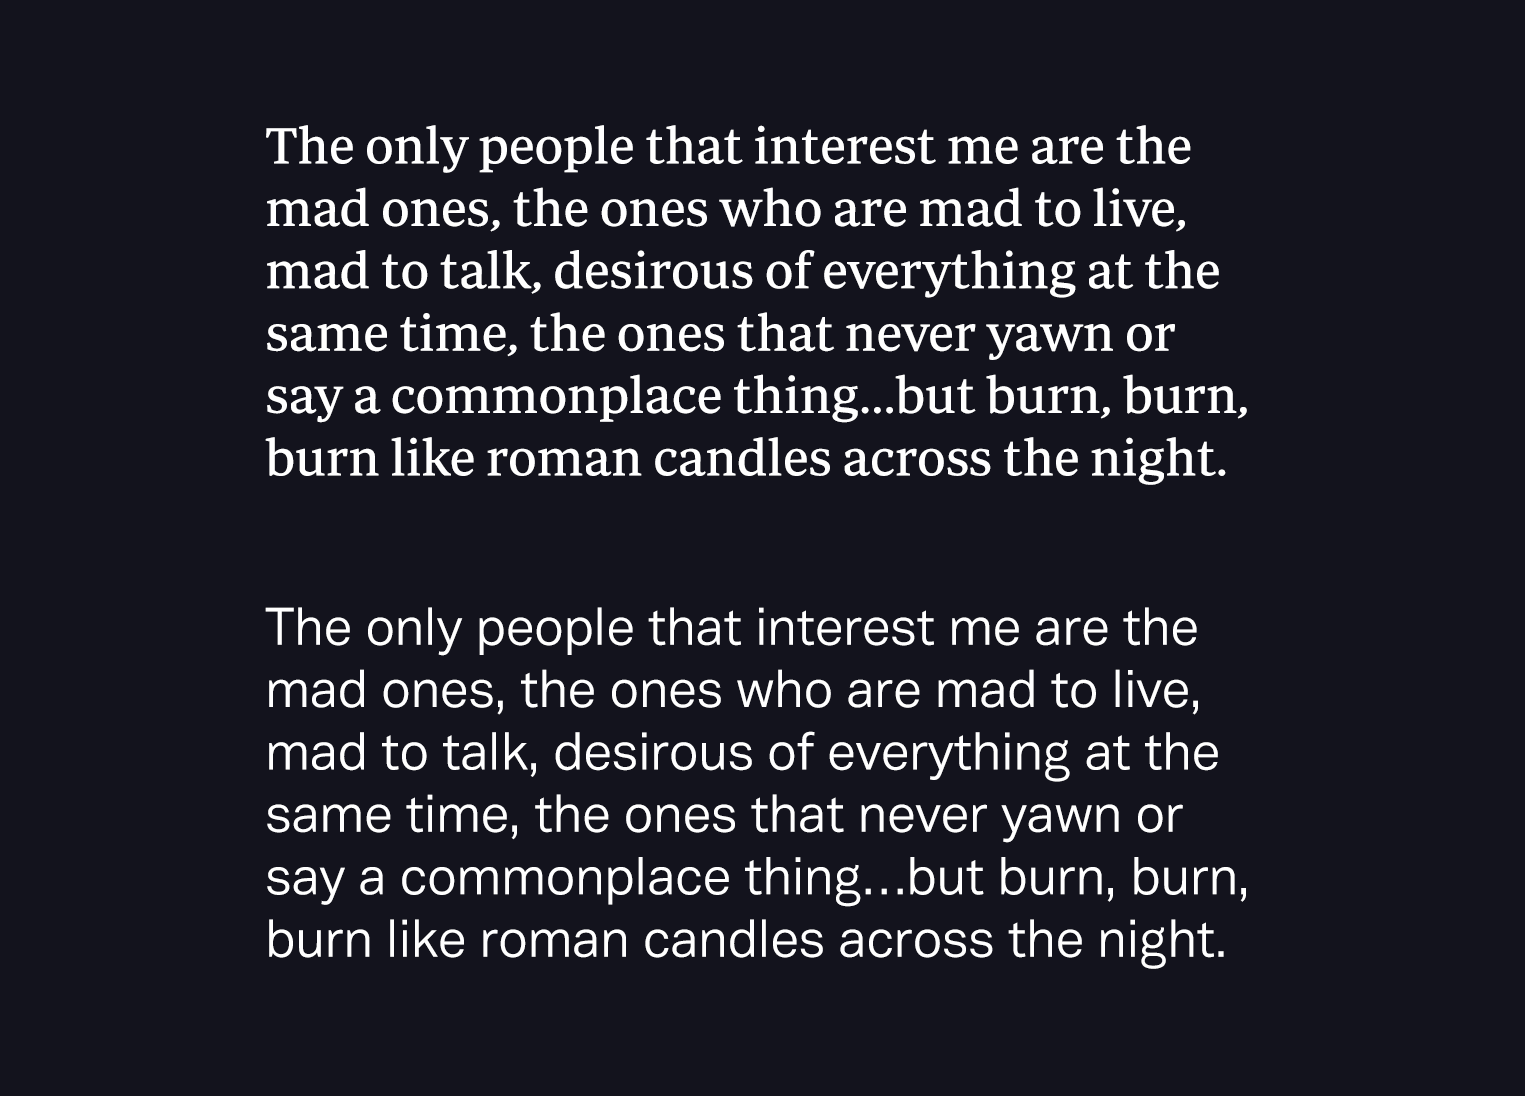 The only people that interest me are the
mad ones, the ones who are mad to live,
mad to talk, desirous of everything at the
same time, the ones that never yawn or
say a commonplace thing...but burn, burn,
burn like roman candles across the night.
The only people that interest me are the
mad ones, the ones who are mad to live,
mad to talk, desirous of everything at the
same time, the ones that never yawn or
say a commonplace thing...but burn, burn,
burn like roman candles across the night.